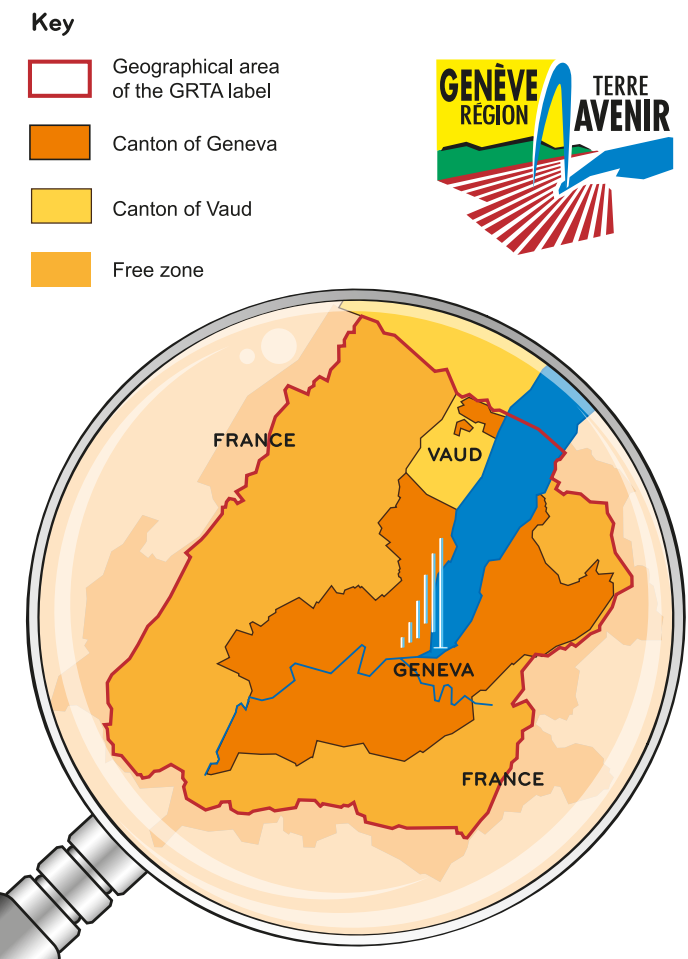 Key
Geographical area
of the GRTA label
Canton of Geneva
Canton of Vaud
Free zone
GENÈVE
RÉGION
TERRE
AVENIR
FRANCE
VAUD
GENEVA
FRANCE